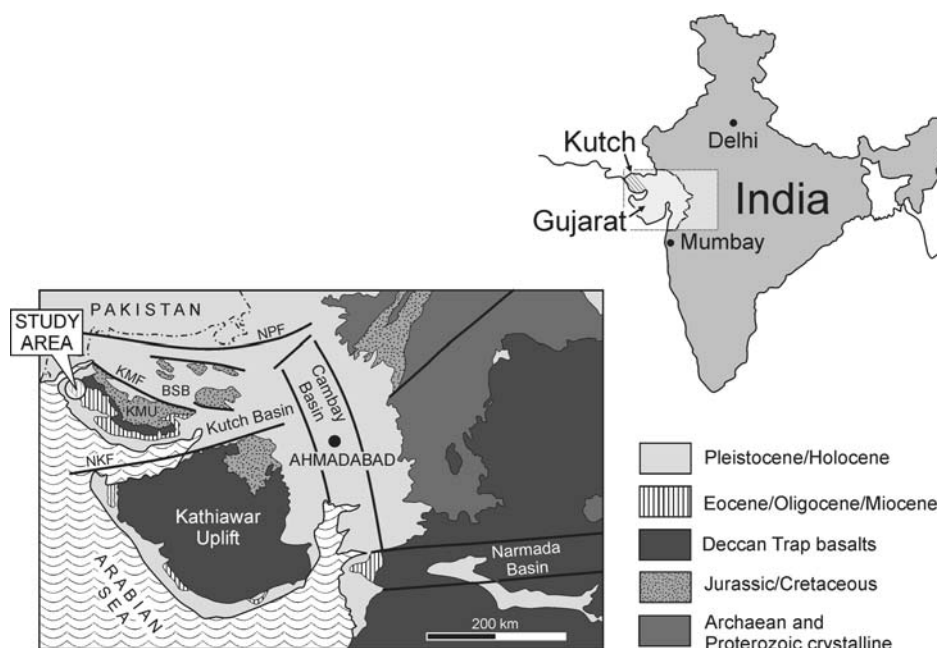 Delhi
Kutch
India
Gujarat
Mumbay
PAKISTAN
STUDY
AREA
NPF
KMF
BSB
KMU
Kutch Basin
Cambay
Basin
AHMADABAD
NKF
Kathiawar
Uplift
ARABIAN
SEA
Narmada
Basin
200 km
Pleistocene/Holocene
Eocene/Oligocene/Miocene
Deccan Trap basalts
Jurassic/Cretaceous
Archaean and
Proterozoic crystalline